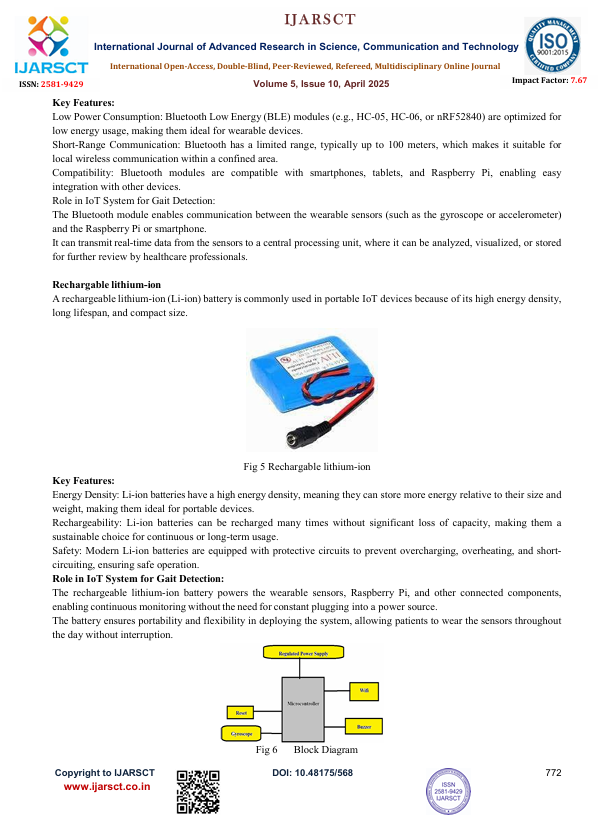 IJARSCT
International Journal of Advanced Research in Science, Communication and Technology
International Open-Access, Double-Blind, Peer-Reviewed, Refereed, Multidisciplinary Online Journal
IJARSCT
ISSN: 2581-9429
Volume 5, Issue 10, April 2025
QUALITY MANAGEMENT
ISO
9001:2015
CERTIFIED COMPANY
Impact Factor: 7.67
Key Features:
Low Power Consumption: Bluetooth Low Energy (BLE) modules (e.g., HC-05, HC-06, or nRF52840) are optimized for
low energy usage, making them ideal for wearable devices.
Short-Range Communication: Bluetooth has a limited range, typically up to 100 meters, which makes it suitable for
local wireless communication within a confined area.
Compatibility: Bluetooth modules are compatible with smartphones, tablets, and Raspberry Pi, enabling easy
integration with other devices.
Role in IoT System for Gait Detection:
The Bluetooth module enables communication between the wearable sensors (such as the gyroscope or accelerometer)
and the Raspberry Pi or smartphone.
It can transmit real-time data from the sensors to a central processing unit, where it can be analyzed, visualized, or stored
for further review by healthcare professionals.
Rechargable lithium-ion
A rechargeable lithium-ion (Li-ion) battery is commonly used in portable IoT devices because of its high energy density,
long lifespan, and compact size.
Fig 5 Rechargable lithium-ion
Key Features:
Energy Density: Li-ion batteries have a high energy density, meaning they can store more energy relative to their size and
weight, making them ideal for portable devices.
Rechargeability: Li-ion batteries can be recharged many times without significant loss of capacity, making them a
sustainable choice for continuous or long-term usage.
Safety: Modern Li-ion batteries are equipped with protective circuits to prevent overcharging, overheating, and short-
circuiting, ensuring safe operation.
Role in IoT System for Gait Detection:
The rechargeable lithium-ion battery powers the wearable sensors, Raspberry Pi, and other connected components,
enabling continuous monitoring without the need for constant plugging into a power source.
The battery ensures portability and flexibility in deploying the system, allowing patients to wear the sensors throughout
the day without interruption.
Regulated Power Supply
Microcontroller
Wifi
Reset
Buzzer
Gyroscope
Fig 6 Block Diagram
Copyright to IJARSCT
www.ijarsct.co.in
DOI: 10.48175/568
ISSN
2581-9429
IJARSCT
772